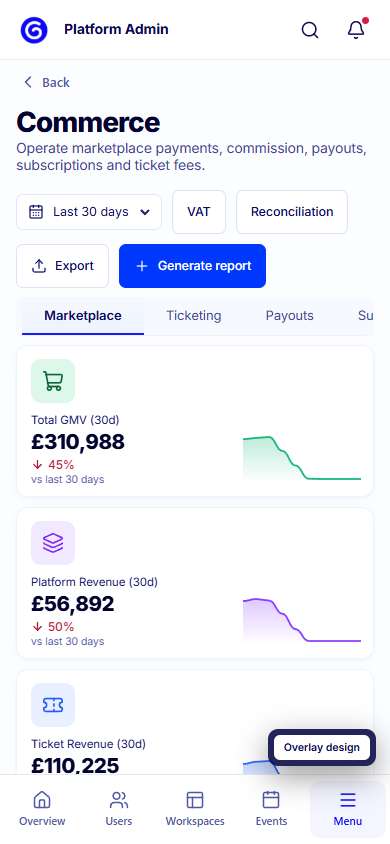 Platform Admin
Back
Commerce
Operate marketplace payments, commission, payouts,
subscriptions and ticket fees.
Last 30 days
VAT
Reconciliation
Export
Generate report
Marketplace
Ticketing
Payouts
Su
Total GMV (30d)
£310,988
↓ 45%
vs last 30 days
Platform Revenue (30d)
£56,892
↓ 50%
vs last 30 days
Ticket Revenue (30d)
£110,225
Overlay design
Overview
Users
Workspaces
Events
Menu